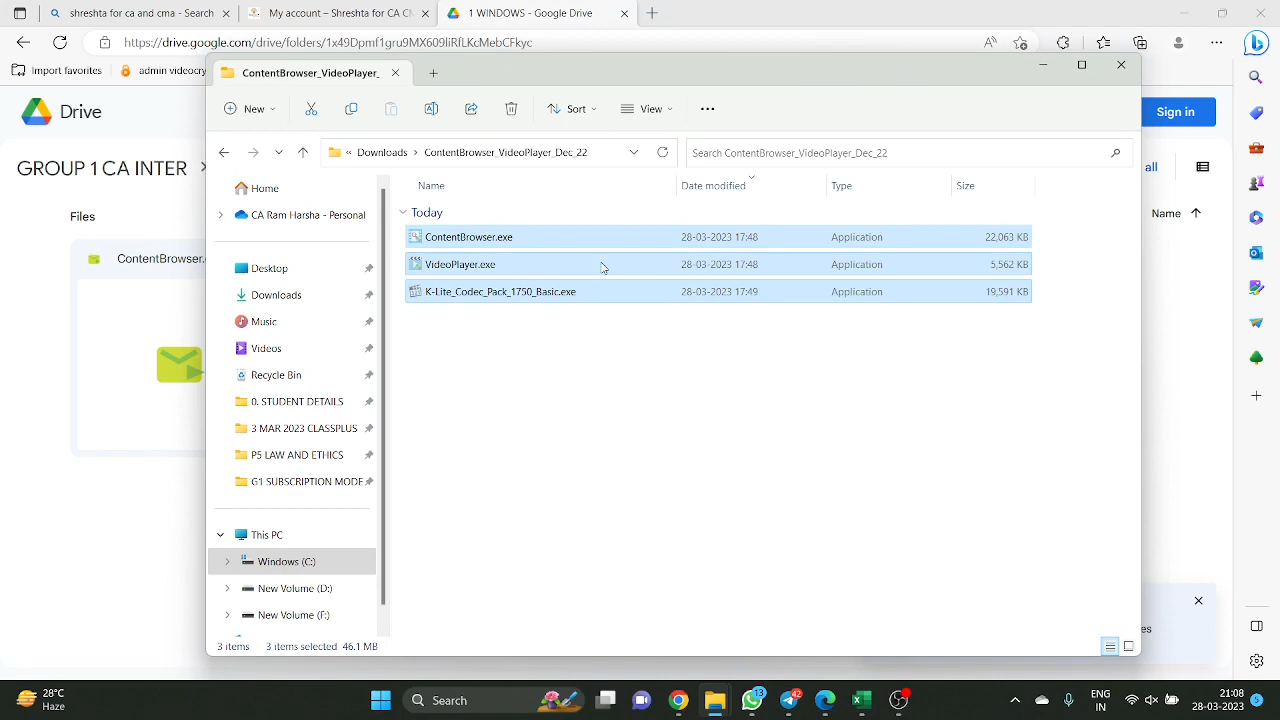 shreshta for ca and cma - Search
My account – Shreshta for CA CM
1 WINDOWS - Google Drive
https://drive.google.com/drive/folders/1x49Dpmf1gru9MX609liRfLKcMebCFkyc
Import favorites
admin videocry
Drive
Sign in
GROUP 1 CA INTER
all
Files
Name
ContentBrowser.e
es
ContentBrowser_VideoPlayer_
New
Sort
View
Downloads
ContentBrowser_VideoPlayer_Dec_22
Search ContentBrowser_VideoPlayer_Dec_22
Name
Date modified
Type
Size
Today
ContentBrowser.exe
28-03-2023 17:48
Application
22,063 KB
VideoPlayer.exe
28-03-2023 17:48
Application
5,562 KB
K-Lite_Codec_Pack_1750_Basic.exe
28-03-2023 17:49
Application
19,591 KB
Home
CA Ram Harsha - Personal
Desktop
Downloads
Music
Videos
Recycle Bin
0. STUDENT DETAILS
3 MAR 2023 CLASSPLUS
P5 LAW AND ETHICS
G1 SUBSCRIPTION MODE
This PC
Windows (C:)
New Volume (D:)
New Volume (F:)
3 items
3 items selected 46.1 MB
28°C
Haze
Search
13
42
ENG
IN
21:08
28-03-2023